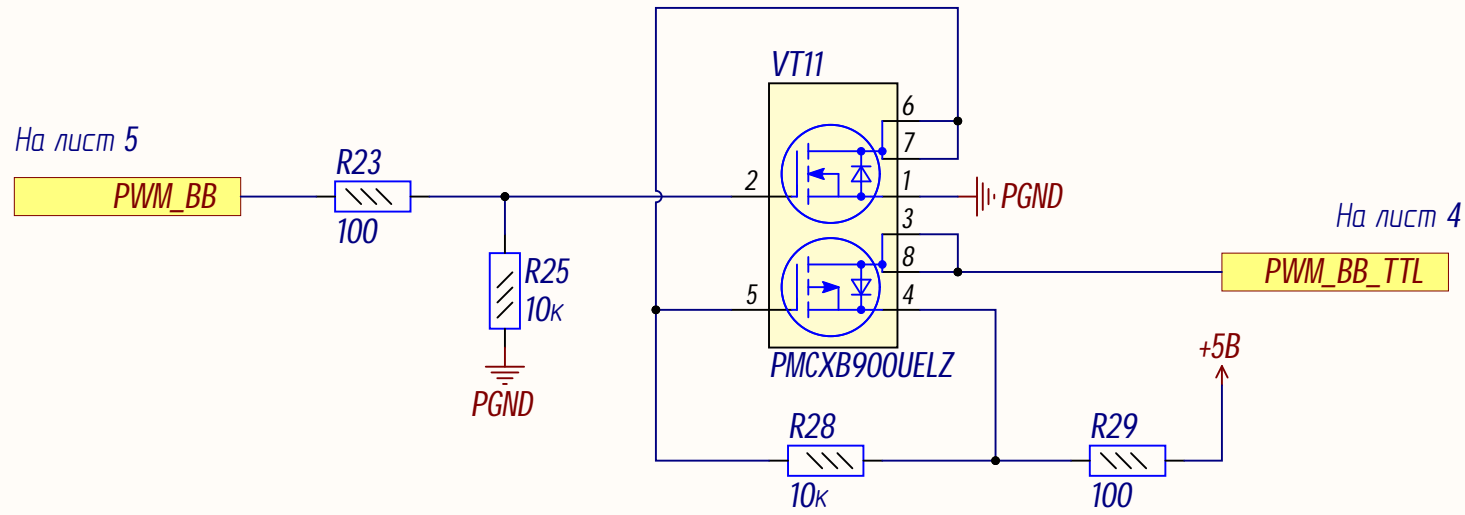 VT11
6
На лист 5
7
R23
PWM_BB
2
1
PGND
100
3
На лист 4
R25
8
PWM_BB_TTL
10к
5
4
PMCXB900UELZ
+5В
PGND
R28
R29
10к
100